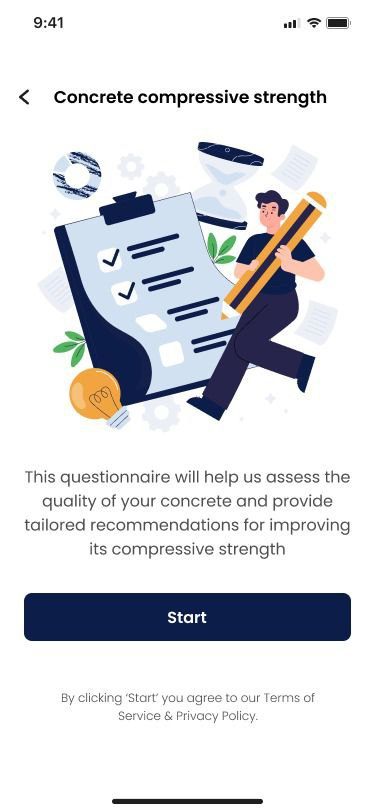 9:41
Concrete compressive strength
This questionnaire will help us assess the
quality of your concrete and provide
tailored recommendations for improving
its compressive strength
Start
By clicking ‘Start’ you agree to our Terms of
Service & Privacy Policy.